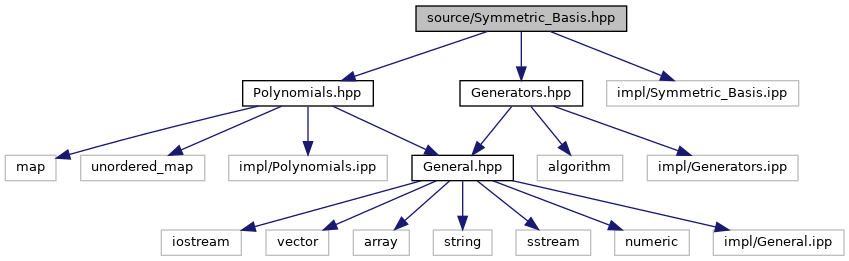 source/Symmetric_Basis.hpp
Polynomials.hpp
Generators.hpp
impl/Symmetric_Basis.ipp
map
unordered_map
impl/Polynomials.ipp
General.hpp
algorithm
impl/Generators.ipp
iostream
vector
array
string
sstream
numeric
impl/General.ipp